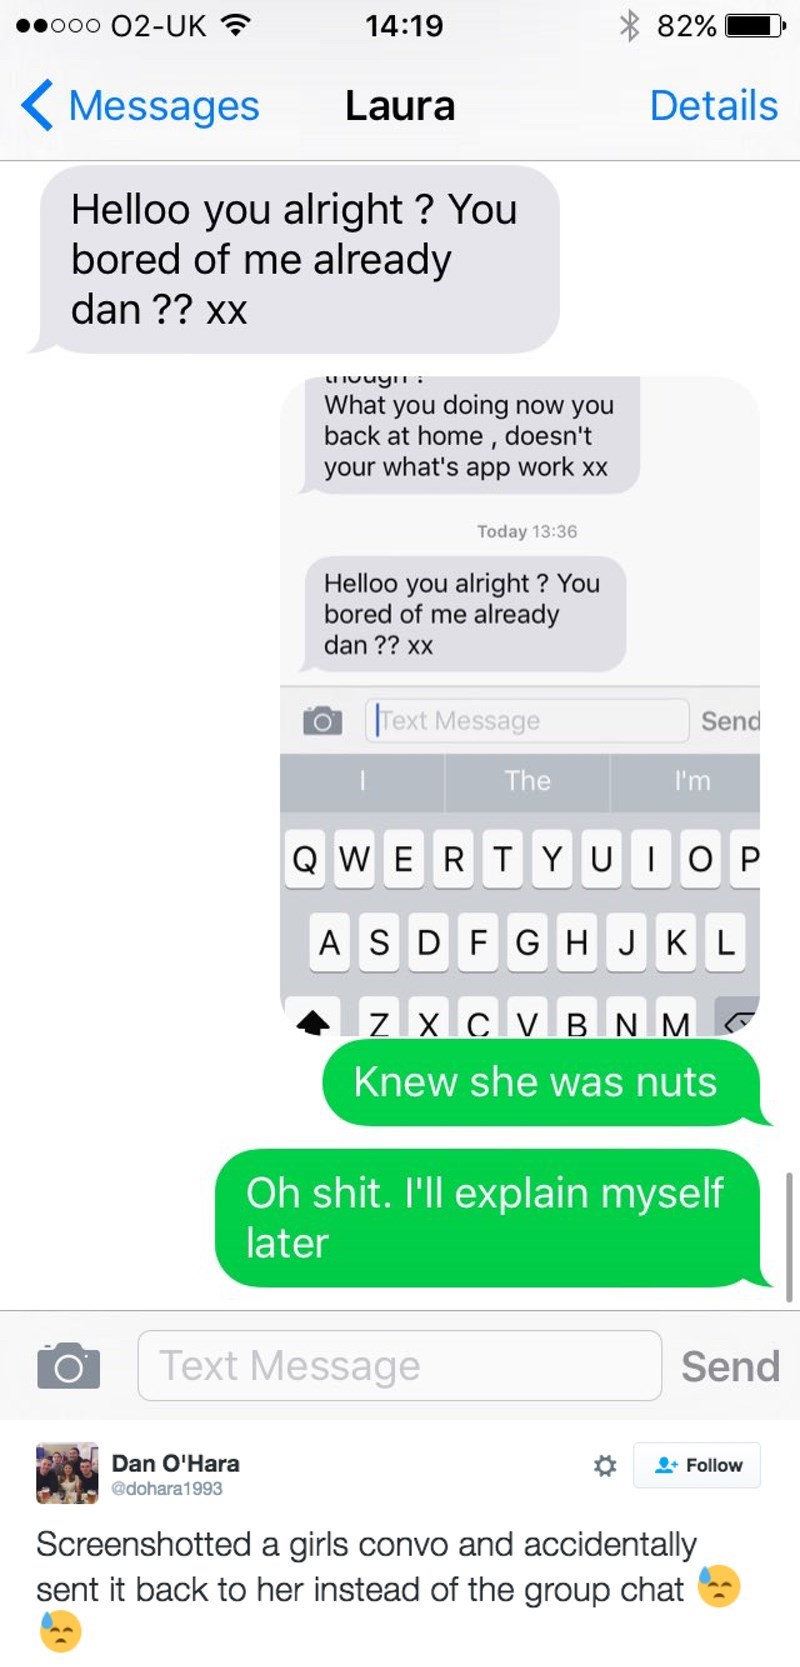 O2-UK 14:19 82%
Messages Laura Details
Helloo you alright ? You
bored of me already
dan ?? xx
though ?
What you doing now you
back at home , doesn't
your what's app work xx
Today 13:36
Helloo you alright ? You
bored of me already
dan ?? xx
Text Message Send
I The I'm
Q W E R T Y U I O P
A S D F G H J K L
Z X C V B N M
Knew she was nuts
Oh shit. I'll explain myself
later
Text Message Send
Dan O'Hara
@dohara1993
Follow
Screenshotted a girls convo and accidentally
sent it back to her instead of the group chat 😓
😓